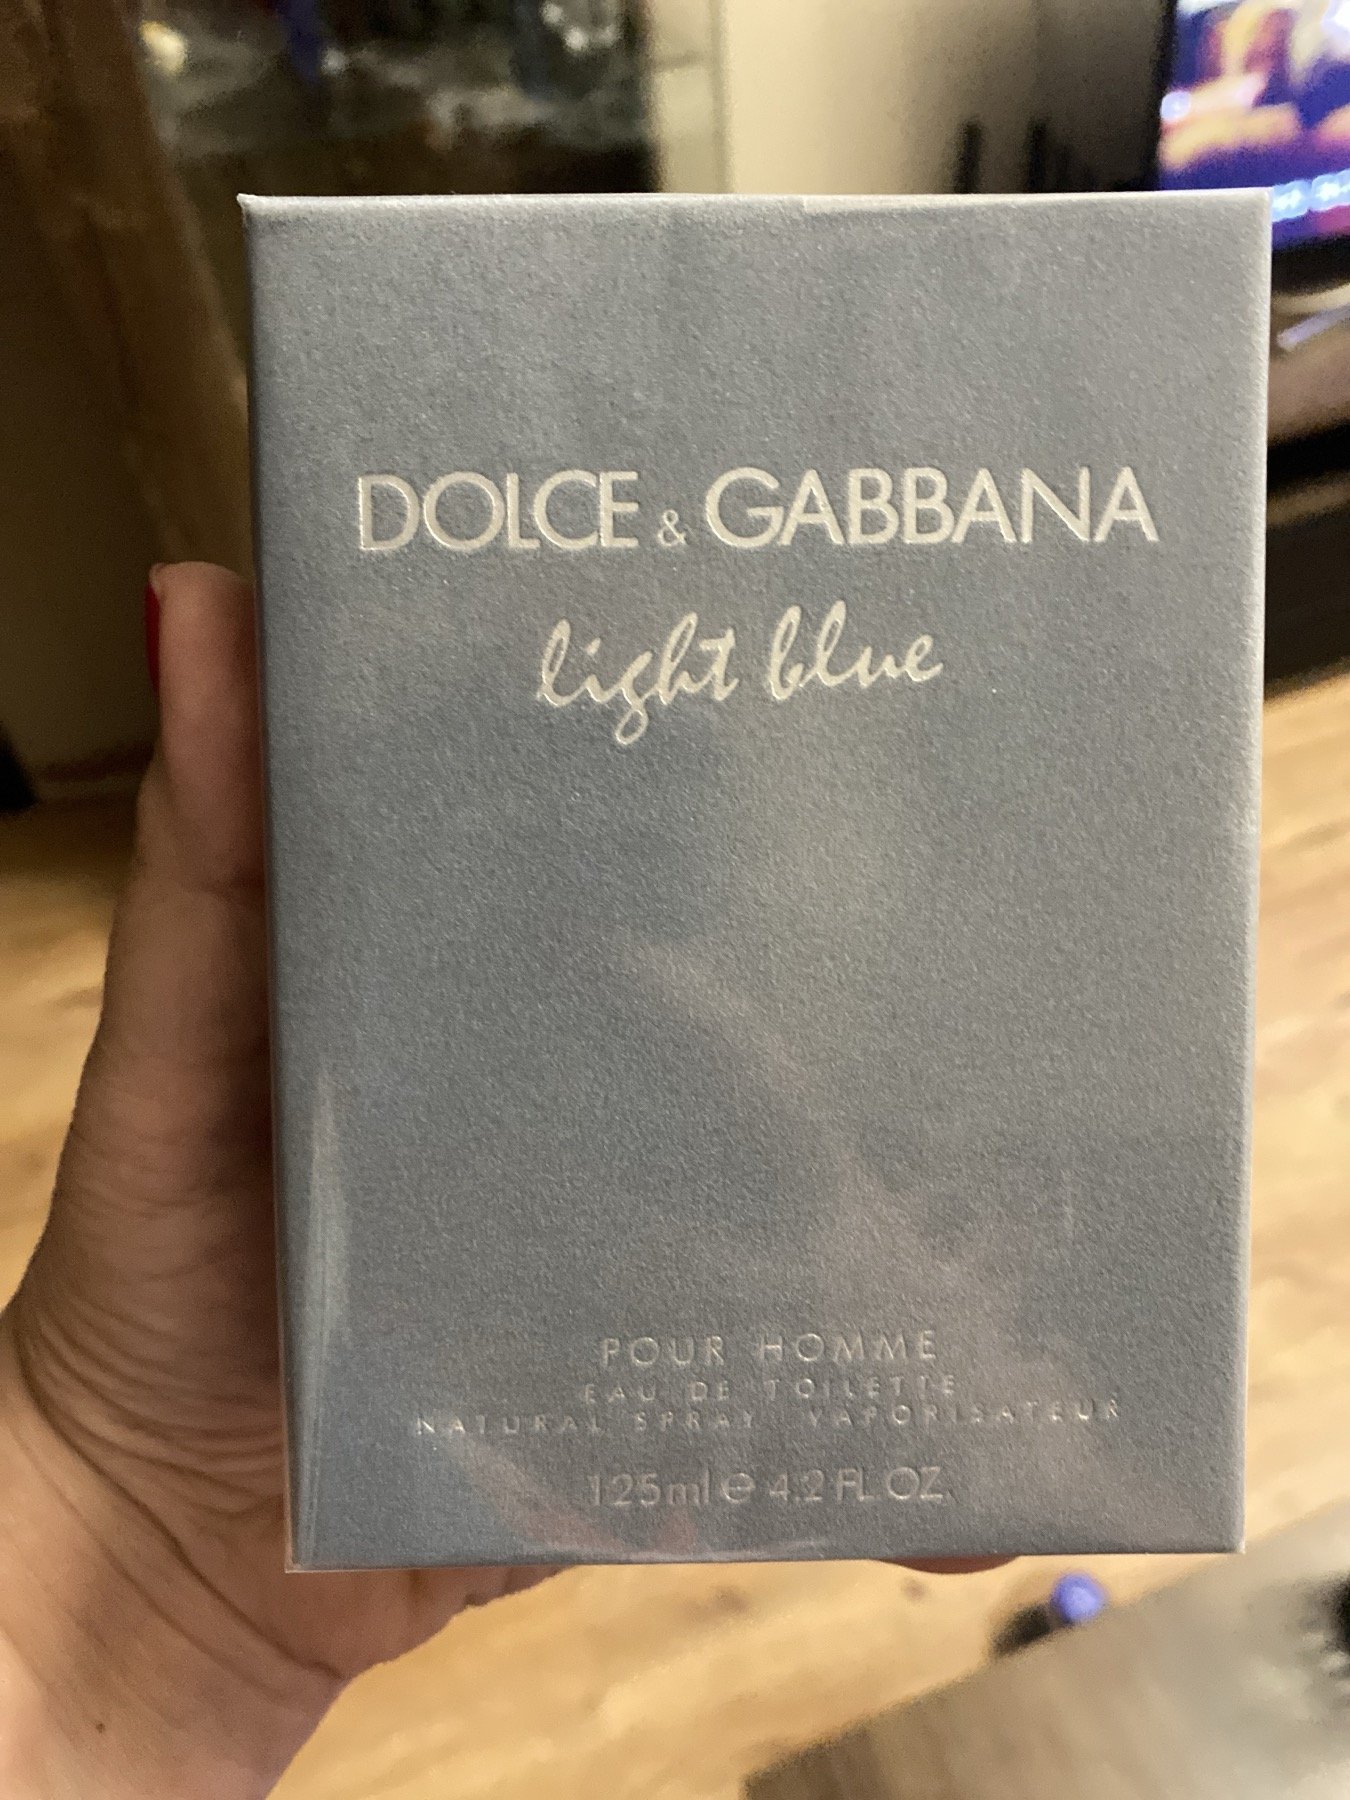 DOLCE & GABBANA
light blue
POUR HOMME
EAU DE TOILETTE
NATURAL SPRAY VAPORISATEUR
125ml e 4.2 FL. OZ.